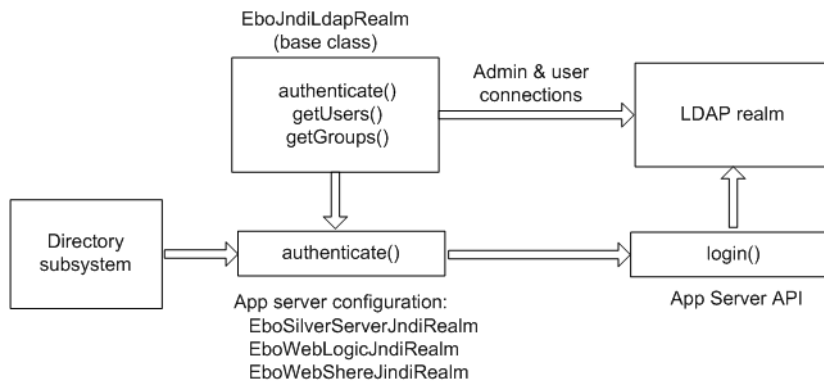 EboJndiLdapRealm
(base class)
authenticate()
getUsers()
getGroups()
Admin & user
connections
LDAP realm
Directory
subsystem
authenticate()
login()
App server configuration:
EboSilverServerJndiRealm
EboWebLogicJndiRealm
EboWebShereJindiRealm
App Server API